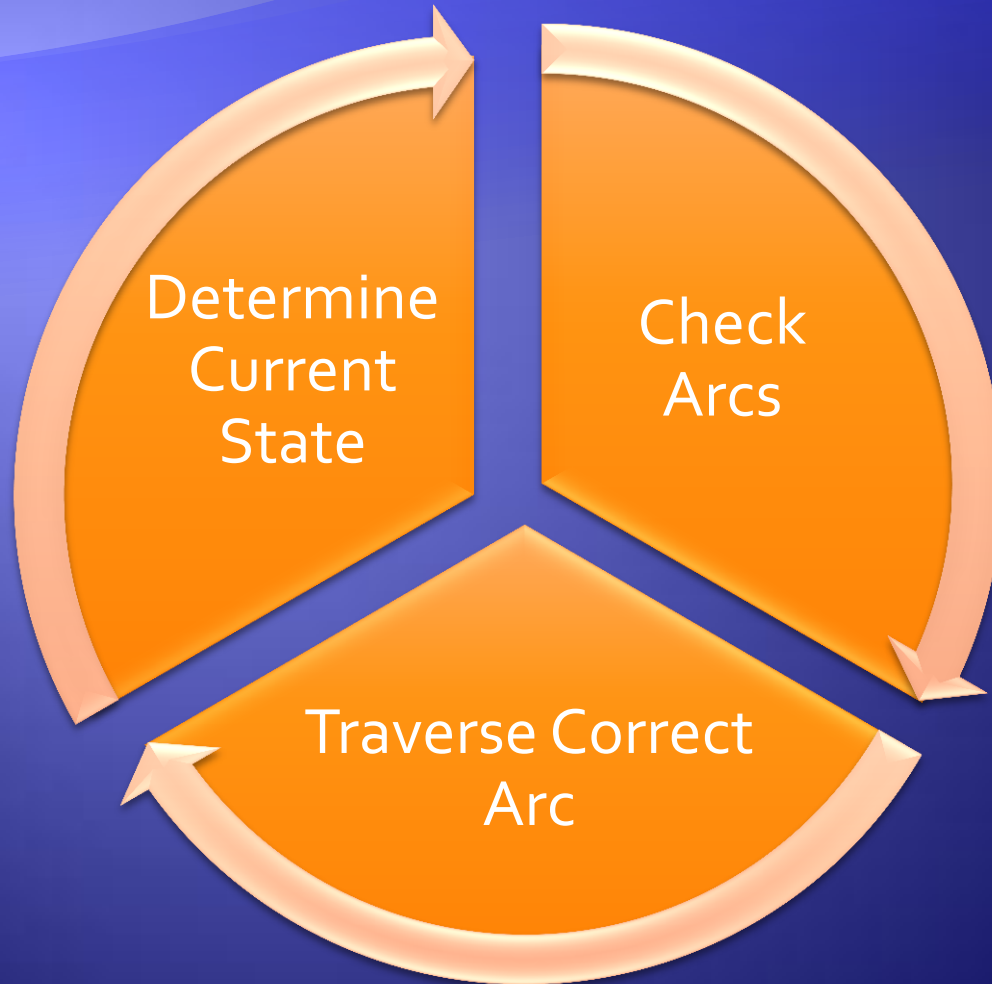 Determine
Current
State
Check
Arcs
Traverse Correct
Arc